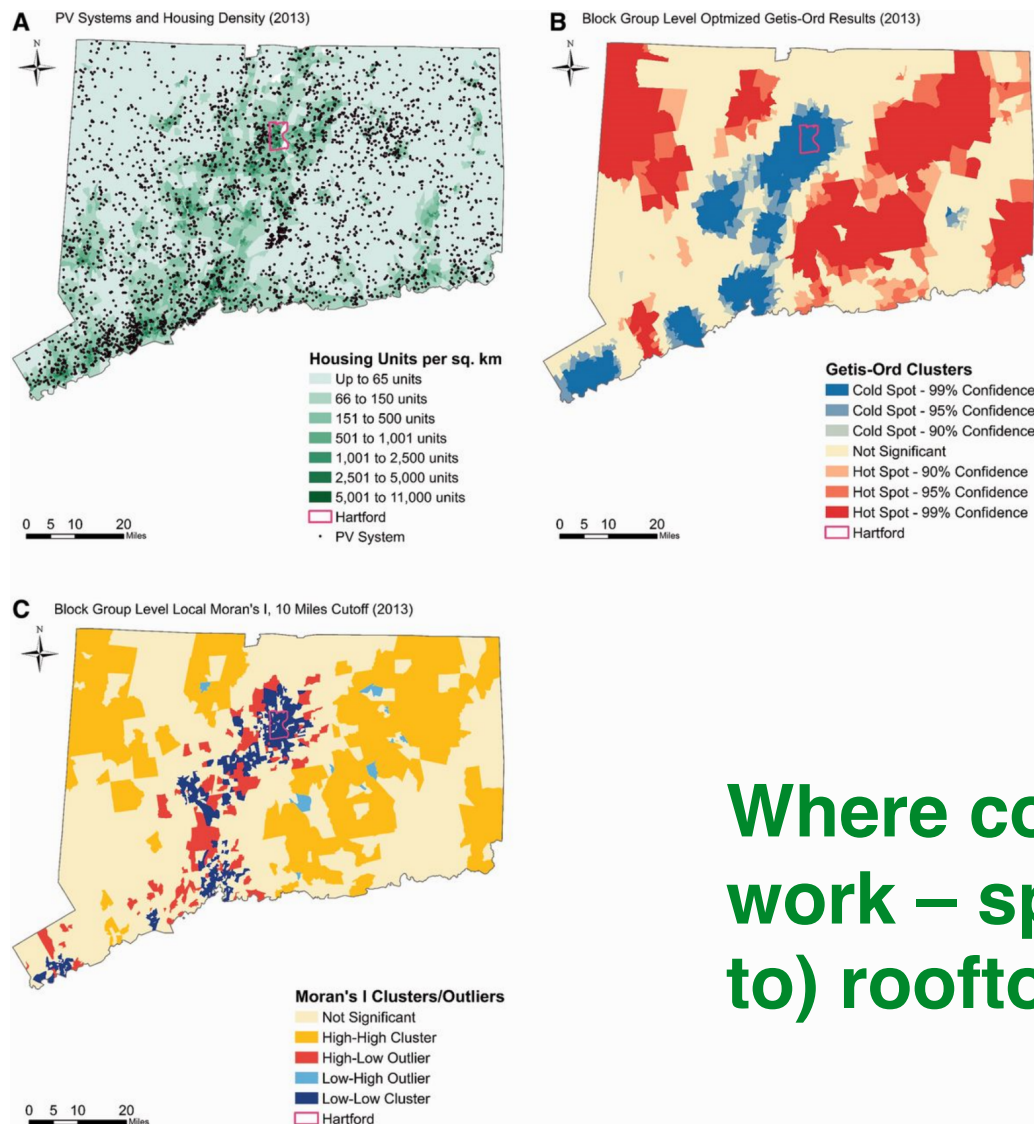 A PV Systems and Housing Density (2013)
N
Housing Units per sq. km
Up to 65 units
66 to 150 units
151 to 500 units
501 to 1,001 units
1,001 to 2,500 units
2,501 to 5,000 units
5,001 to 11,000 units
Hartford
PV System
0 5 10 20
Miles
B Block Group Level Optmized Getis-Ord Results (2013)
N
Getis-Ord Clusters
Cold Spot - 99% Confidence
Cold Spot - 95% Confidence
Cold Spot - 90% Confidence
Not Significant
Hot Spot - 90% Confidence
Hot Spot - 95% Confidence
Hot Spot - 99% Confidence
Hartford
0 5 10 20
Miles
C Block Group Level Local Moran's I, 10 Miles Cutoff (2013)
N
Moran's I Clusters/Outliers
Not Significant
High-High Cluster
High-Low Outlier
Low-High Outlier
Low-Low Cluster
Hartford
0 5 10 20
Miles
Where co
work – sp
to) roofto